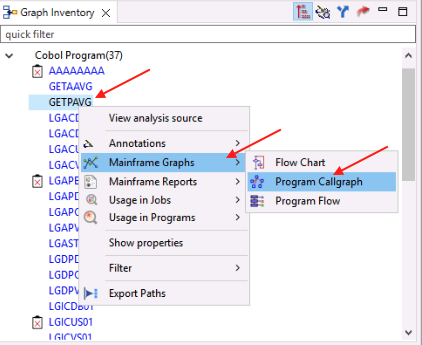 Graph Inventory
quick filter
Cobol Program(37)
AAAAAAAA
GETAAVG
GETPAVG
LGACD
View analysis source
LGACD
Annotations
LGACU
Mainframe Graphs
Flow Chart
LGACV
Mainframe Reports
Program Callgraph
LGAPB
Usage in Jobs
Program Flow
LGAPD
Usage in Programs
LGAPO
LGAPV
Show properties
LGAST
Filter
LGDPO
LGDPV
Export Paths
LGICDB01
LGICUS01
LGICVS01